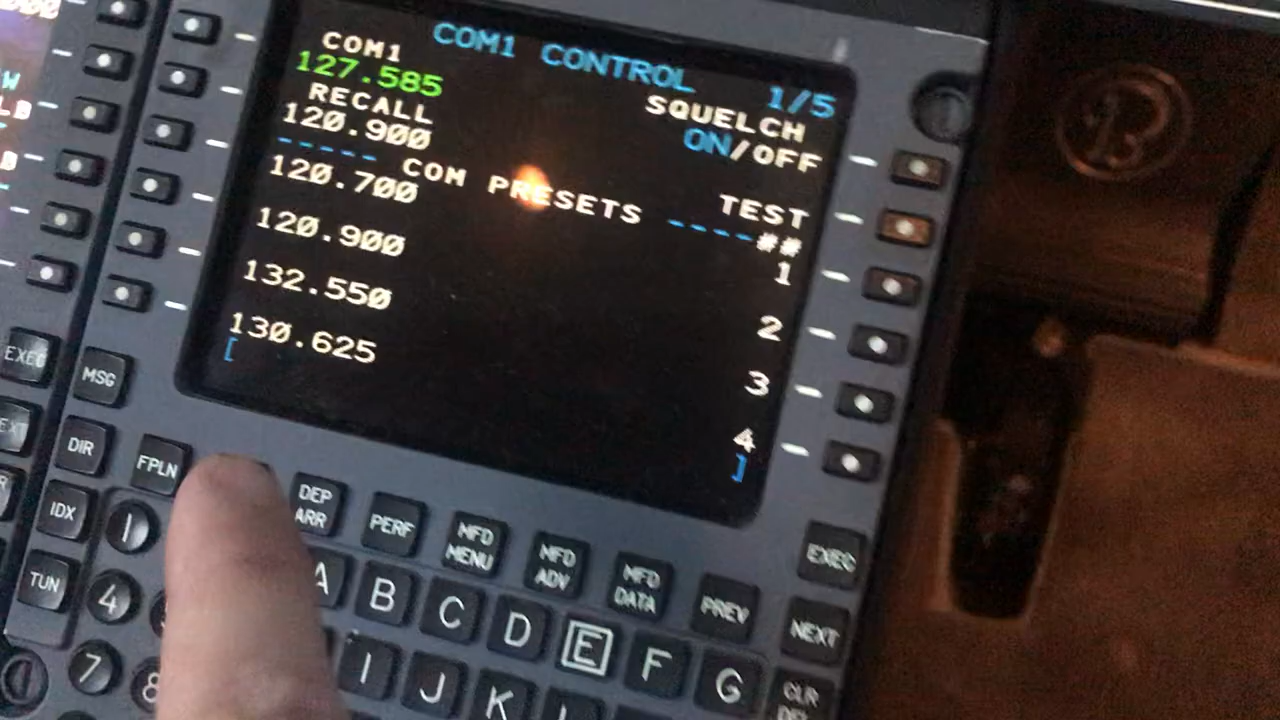 COM1 CONTROL 1/5
COM1
127.585
RECALL
SQUELCH
120.900
ON/OFF
----- COM PRESETS ----
120.700
TEST
##
120.900
1
132.550
2
130.625
3
4
[ ]
EXEC
MSG
DIR
FPLN
DEP ARR
PERF
MFD MENU
MFD ADV
MFD DATA
PREV
EXEC
IDX
1
A B C D E F G
NEXT
TUN
4
7 8
I J K
CLR